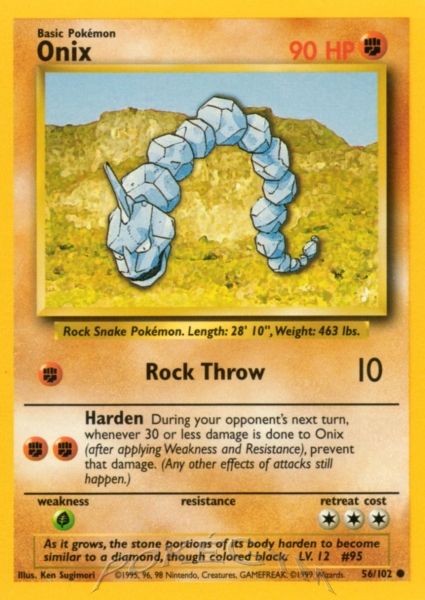 Basic Pokémon
Onix
90 HP
Rock Snake Pokémon. Length: 28' 10", Weight: 463 lbs.
Rock Throw 10
Harden During your opponent's next turn,
whenever 30 or less damage is done to Onix
(after applying Weakness and Resistance), prevent
that damage. (Any other effects of attacks still
happen.)
weakness resistance retreat cost
As it grows, the stone portions of its body harden to become
similar to a diamond, though colored black. LV. 12 #95
Illus. Ken Sugimori ©1995, 96, 98 Nintendo, Creatures, GAMEFREAK. ©1999 Wizards. 56/102